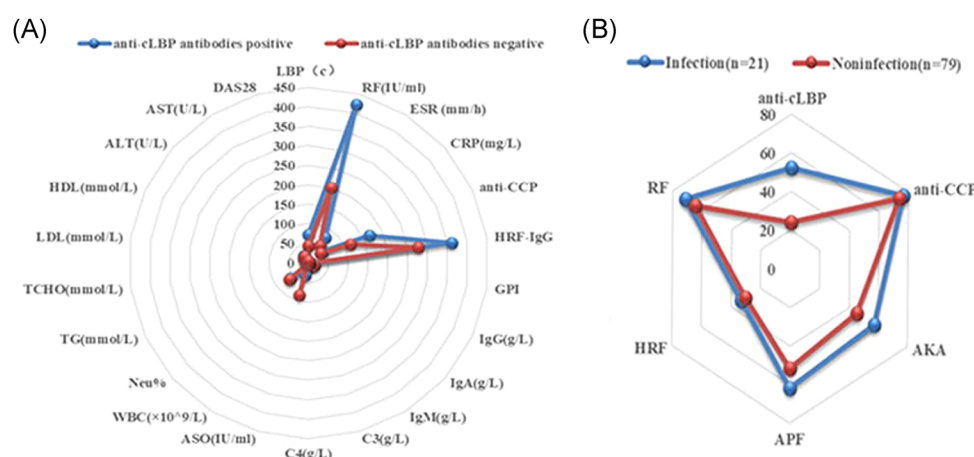 (A)
anti-cLBP antibodies positive
anti-cLBP antibodies negative
LBP (c)
RF(IU/ml)
ESR (mm/h)
CRP(mg/L)
anti-CCP
HRF-IgG
GPI
IgG(g/L)
IgA(g/L)
IgM(g/L)
C3(g/L)
C4(g/L)
ASO(IU/ml)
WBC(×10^9/L)
Neu%
TG(mmol/L)
TCHO(mmol/L)
LDL(mmol/L)
HDL(mmol/L)
ALT(U/L)
AST(U/L)
DAS28
450
400
350
300
250
200
150
100
50
0
(B)
Infection(n=21)
Noninfection(n=79)
anti-cLBP
anti-CCP
AKA
APF
HRF
RF
80
60
40
20
0